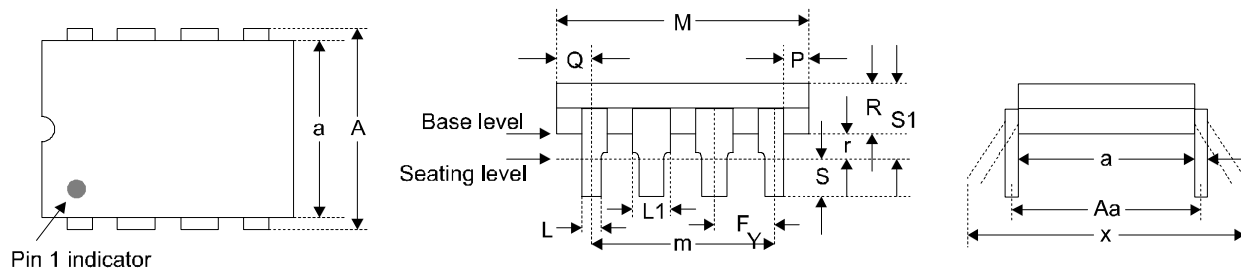 a
A
Pin 1 indicator
M
Q
P
R
S1
Base level
r
Seating level
S
L
L1
F
Y
m
a
Aa
x